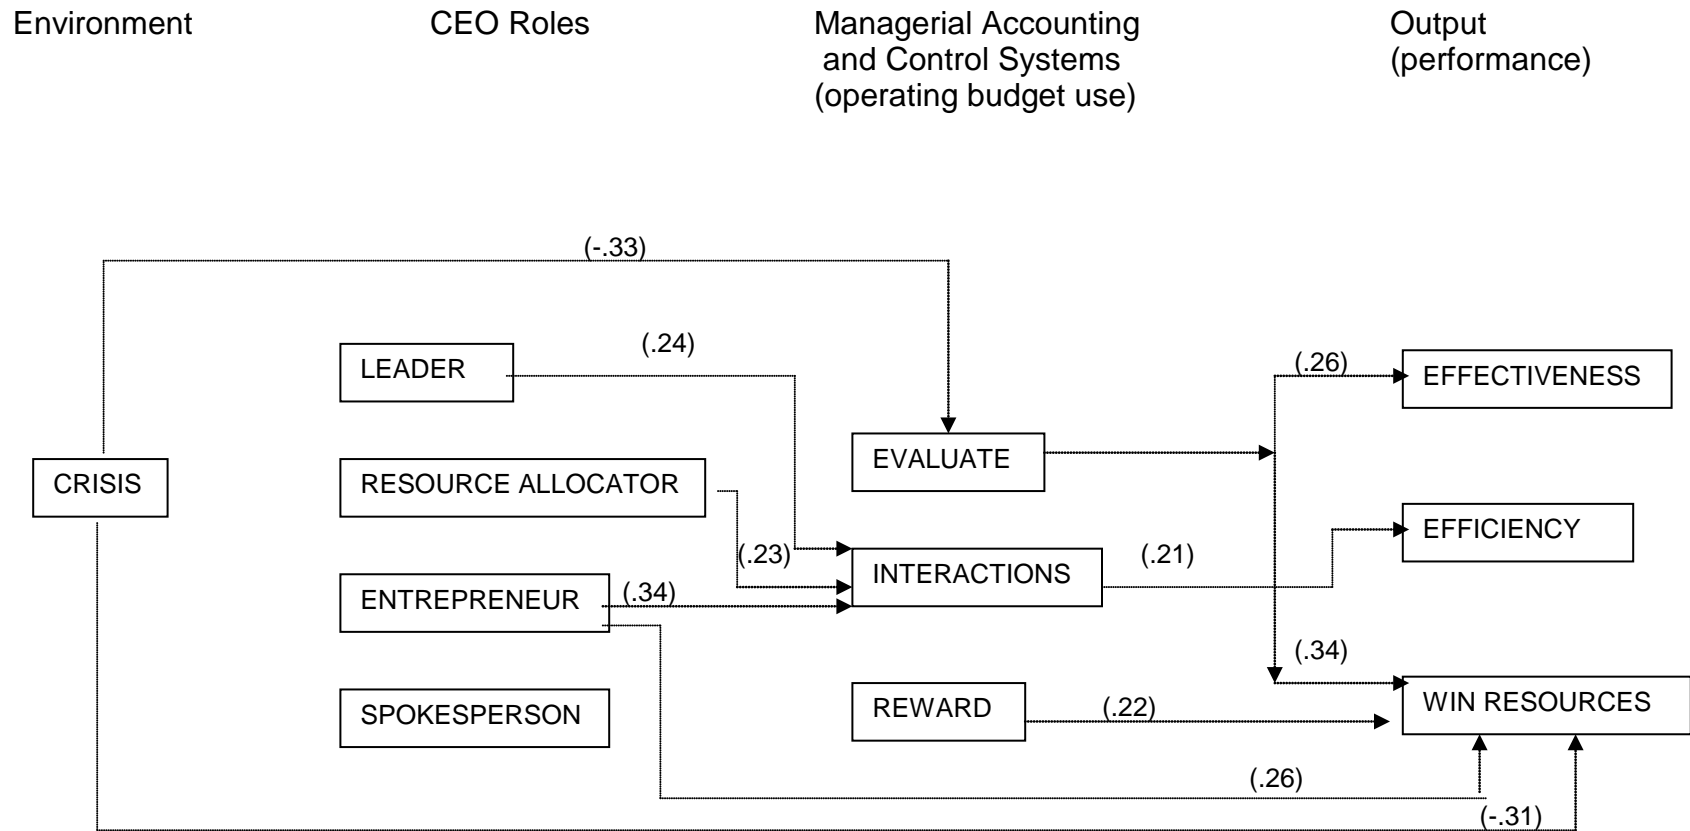 Environment
CEO Roles
Managerial Accounting
and Control Systems
(operating budget use)
Output
(performance)
(-.33)
LEADER
(.24)
(.26)
EFFECTIVENESS
CRISIS
RESOURCE ALLOCATOR
EVALUATE
(.23)
INTERACTIONS
(.21)
EFFICIENCY
ENTREPRENEUR
(.34)
(.34)
SPOKESPERSON
REWARD
(.22)
WIN RESOURCES
(.26)
(-.31)